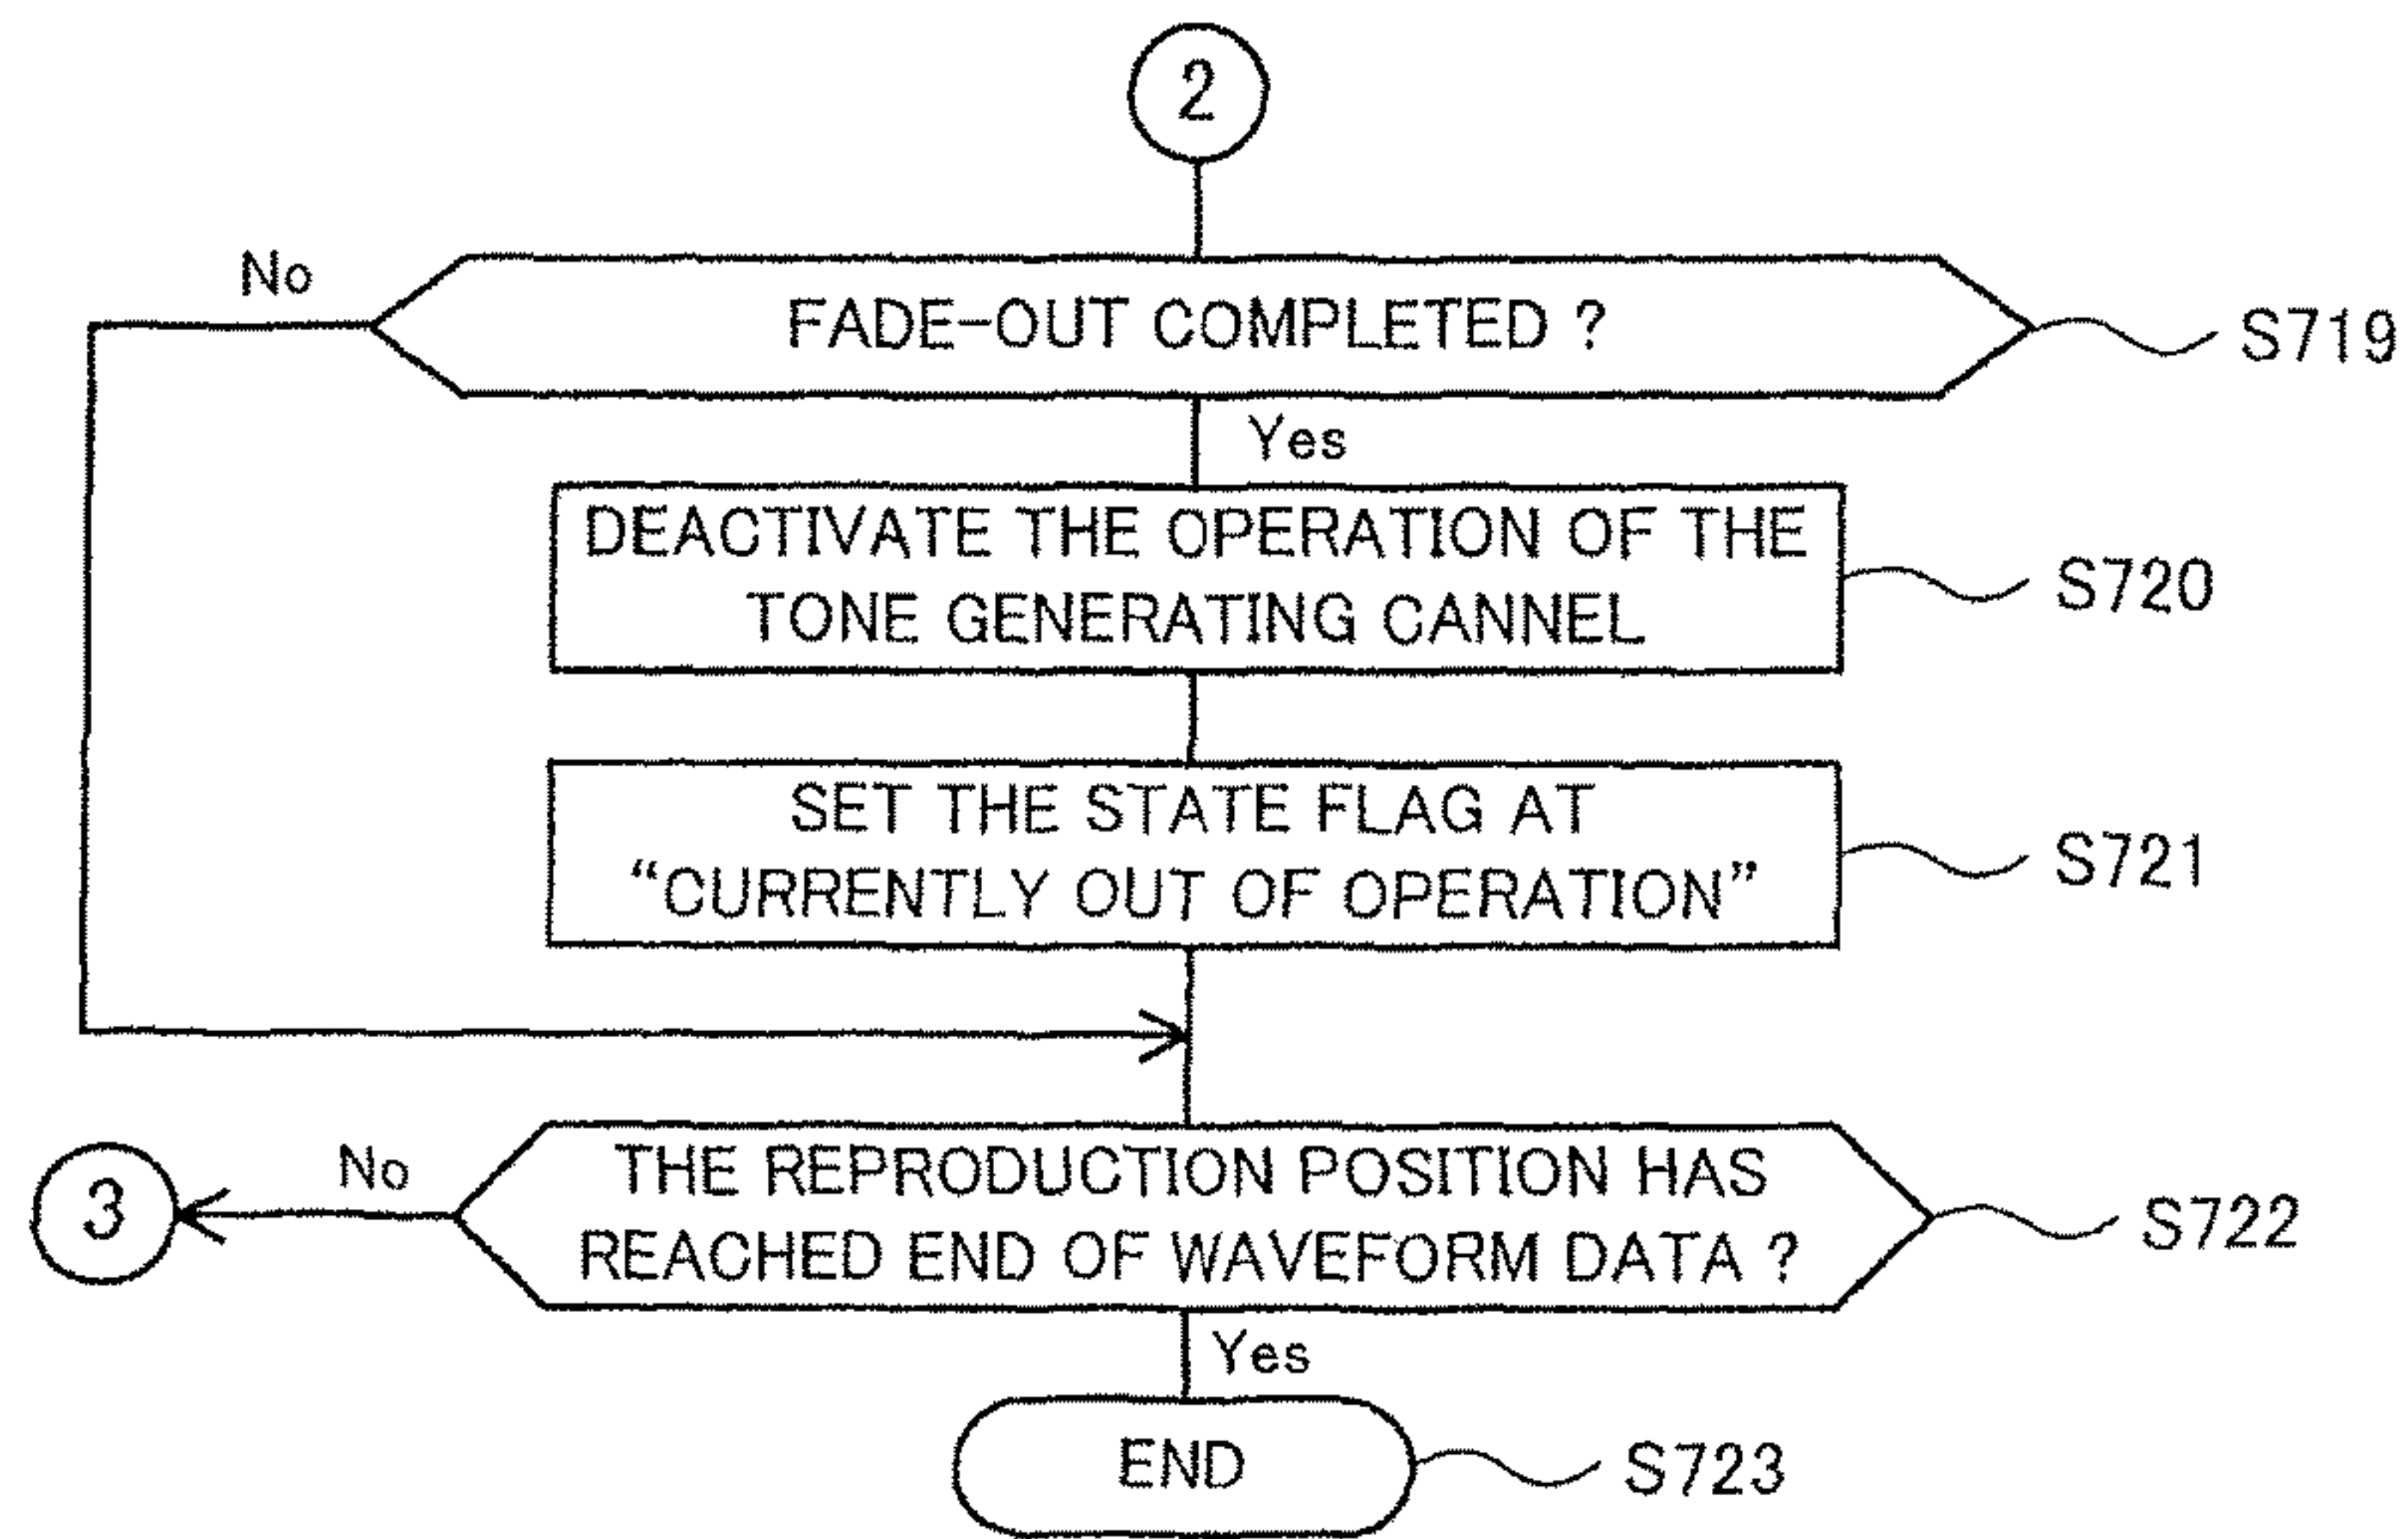 2
No
FADE-OUT COMPLETED ?
S719
Yes
DEACTIVATE THE OPERATION OF THE
TONE GENERATING CANNEL
S720
SET THE STATE FLAG AT
“CURRENTLY OUT OF OPERATION”
S721
3
No
THE REPRODUCTION POSITION HAS
REACHED END OF WAVEFORM DATA ?
S722
Yes
END
S723